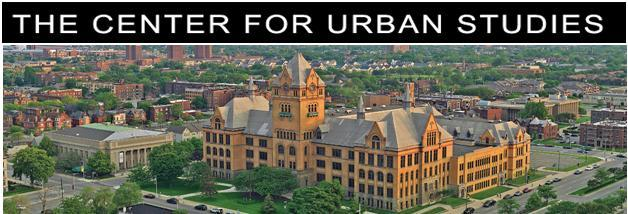 THE CENTER FOR URBAN STUDIES